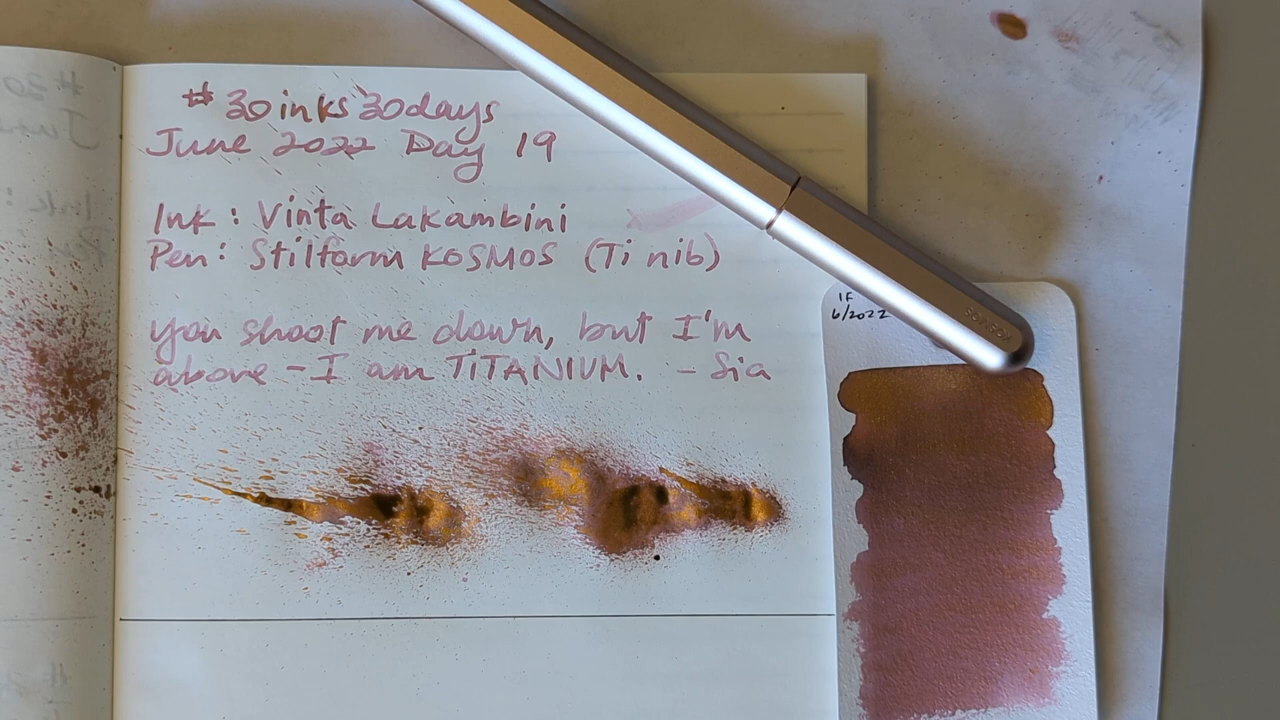 #30inks30days
June 2022 Day 19
Ink: Vinta Lakambini
Pen: Stilform KOSMOS (Ti nib)
You shoot me down, but I'm
above - I am TiTANIUM. - Sia
IF
6/2022